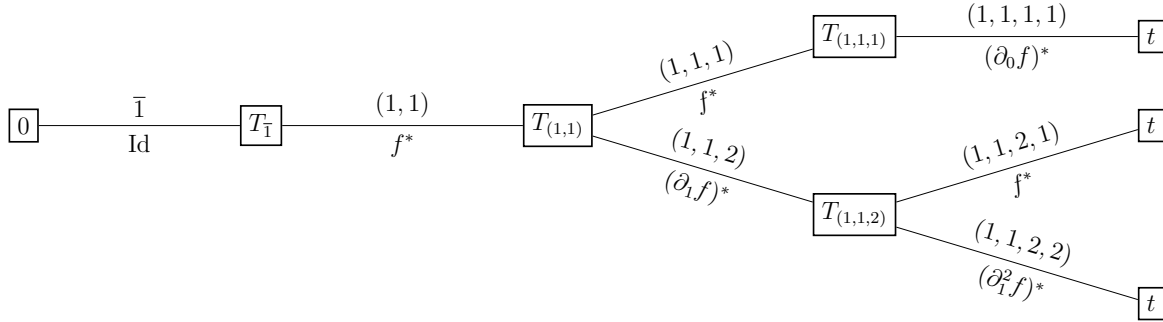 (1, 1, 1, 1)
T_{(1,1,1)}
t
(∂_0 f)*
(1, 1, 1)
f*
1̅
(1, 1)
0
T_{1̅}
T_{(1,1)}
t
Id
f*
(1, 1, 2)
(∂_1 f)*
(1, 1, 2, 1)
f*
T_{(1,1,2)}
(1, 1, 2, 2)
(∂_1^2 f)*
t